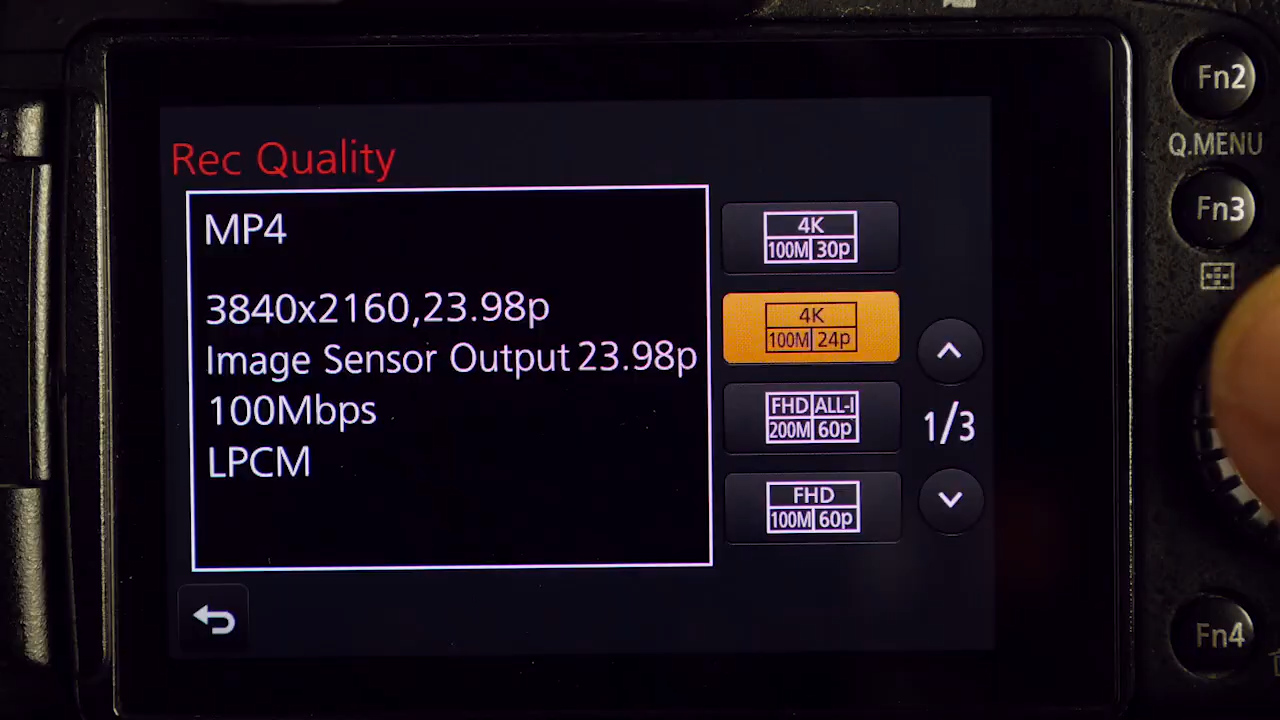 Rec Quality
MP4
3840x2160,23.98p
Image Sensor Output 23.98p
100Mbps
LPCM
4K
100M 30p
4K
100M 24p
FHD ALL-I
200M 60p
FHD
100M 60p
1/3
Fn2
Q.MENU
Fn3
Fn4